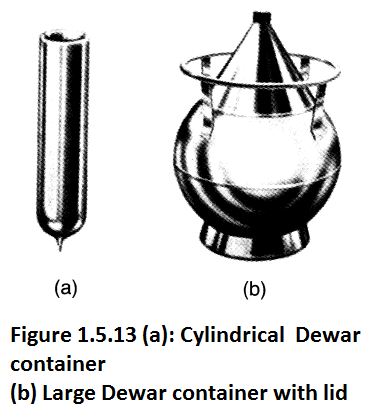 (a)
(b)
Figure 1.5.13 (a): Cylindrical Dewar
container
(b) Large Dewar container with lid